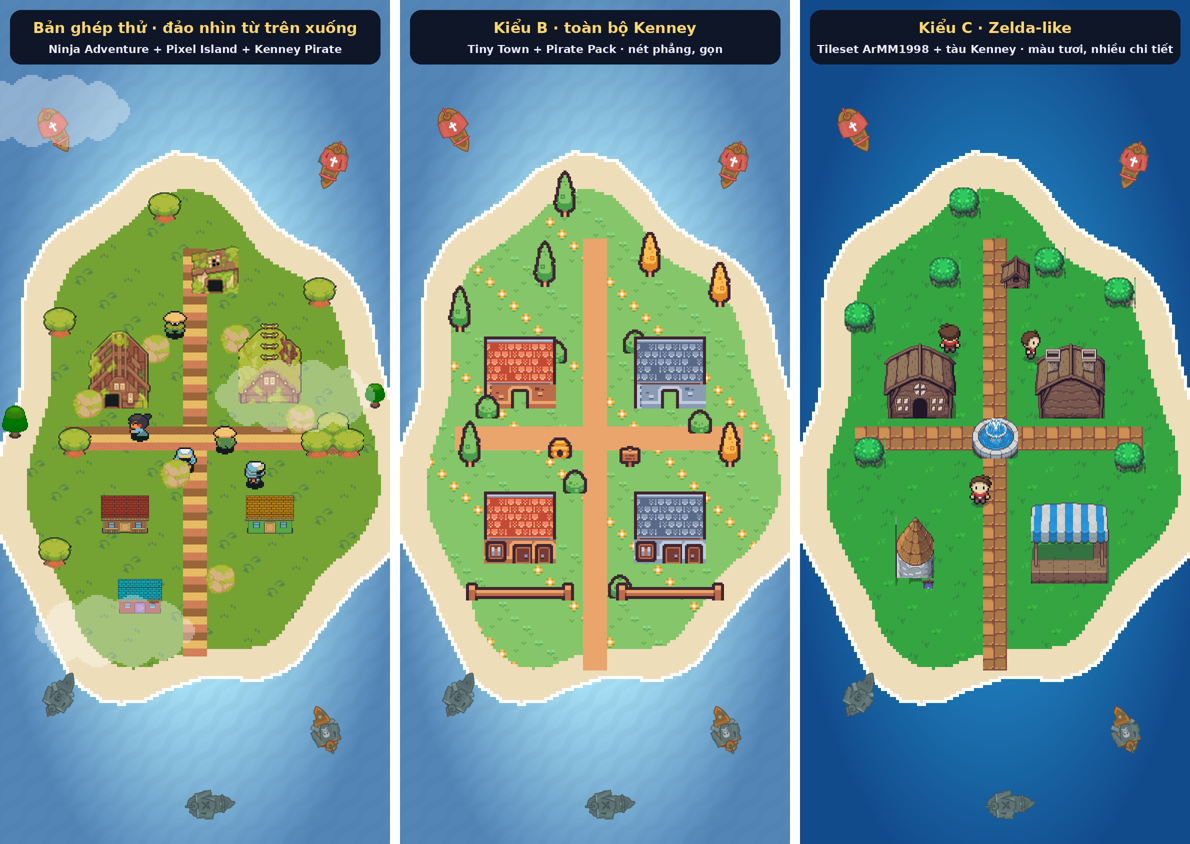 Bản ghép thử · đảo nhìn từ trên xuống
Ninja Adventure + Pixel Island + Kenney Pirate
Kiểu B · toàn bộ Kenney
Tiny Town + Pirate Pack · nét phẳng, gọn
Kiểu C · Zelda-like
Tileset ArMM1998 + tàu Kenney · màu tươi, nhiều chi tiết